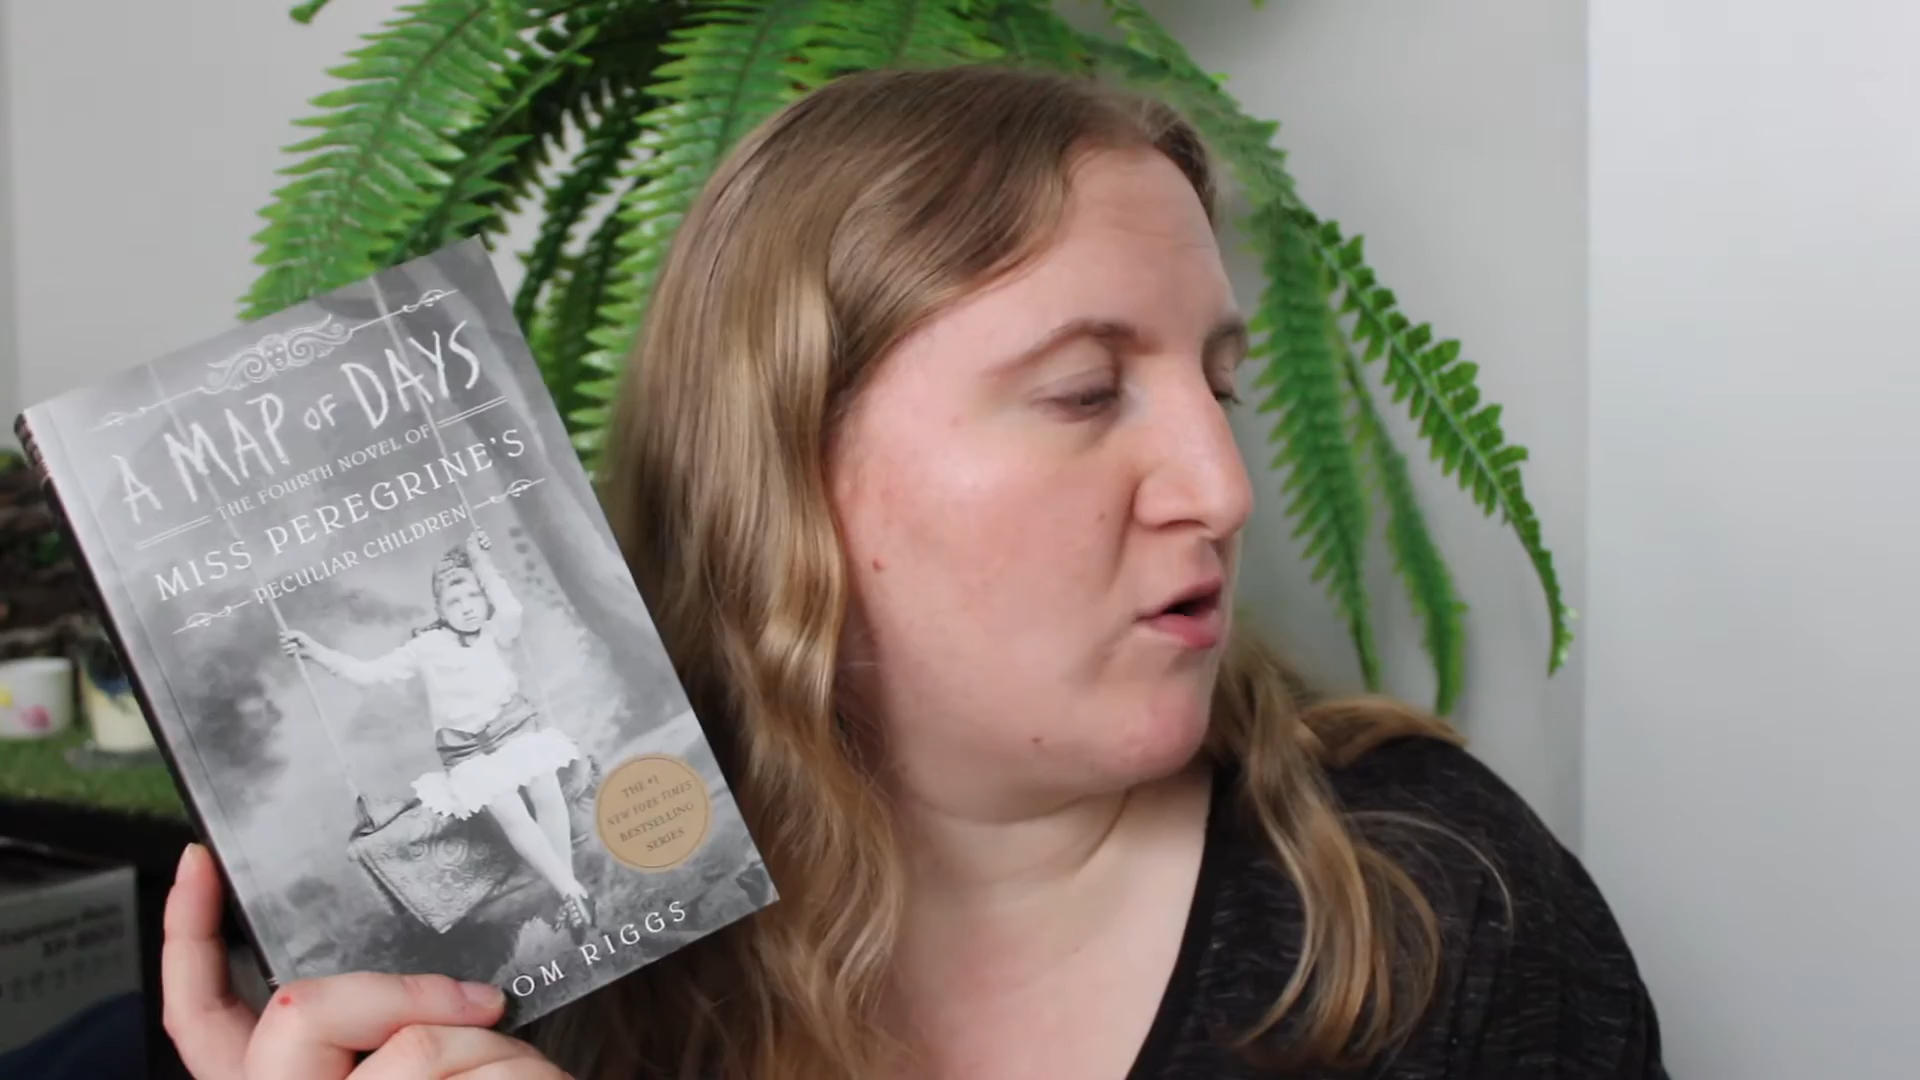 A MAP OF DAYS
THE FOURTH NOVEL OF
MISS PEREGRINE'S
PECULIAR CHILDREN
THE #1
NEW YORK TIMES
BESTSELLING
SERIES
OM RIGGS